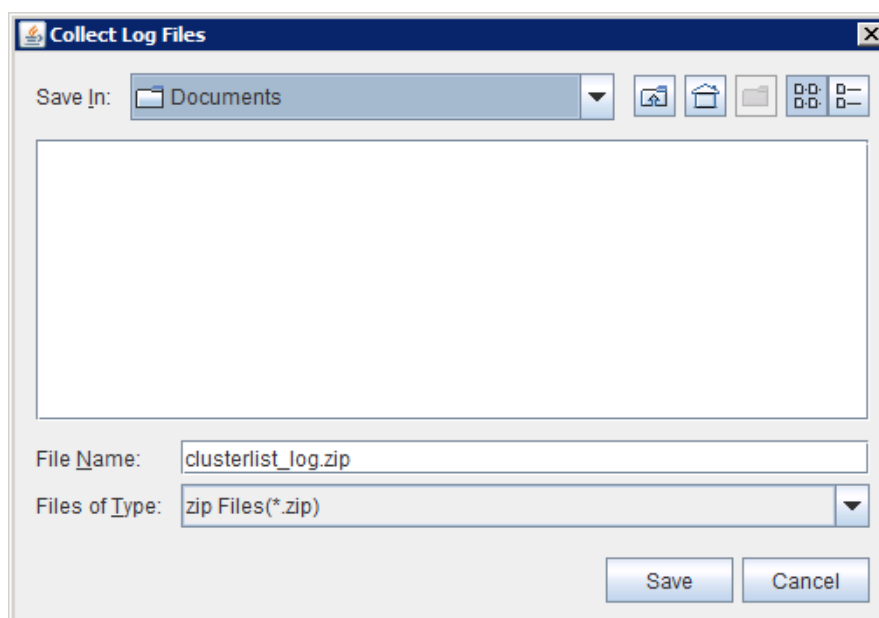 Collect Log Files
Save In: Documents
File Name: clusterlist_log.zip
Files of Type: zip Files(*.zip)
Save Cancel